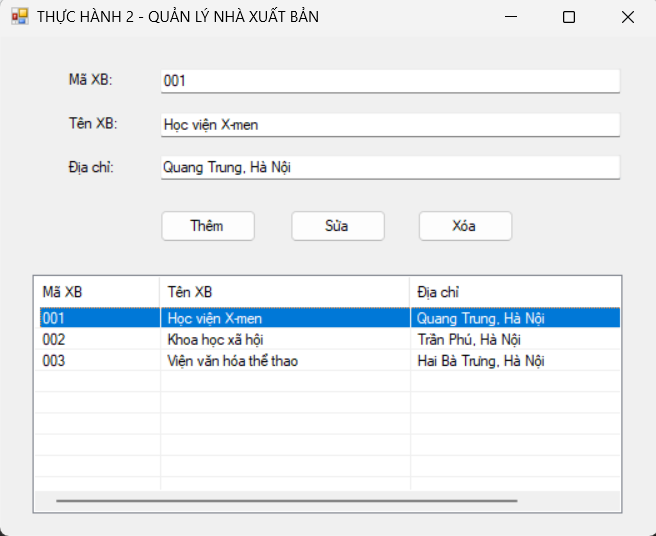 THỰC HÀNH 2 - QUẢN LÝ NHÀ XUẤT BẢN
Mã XB: 001
Tên XB: Học viện X-men
Địa chỉ: Quang Trung, Hà Nội
Thêm Sửa Xóa
Mã XB Tên XB Địa chỉ
001 Học viện X-men Quang Trung, Hà Nội
002 Khoa học xã hội Trần Phú, Hà Nội
003 Viện văn hóa thể thao Hai Bà Trưng, Hà Nội